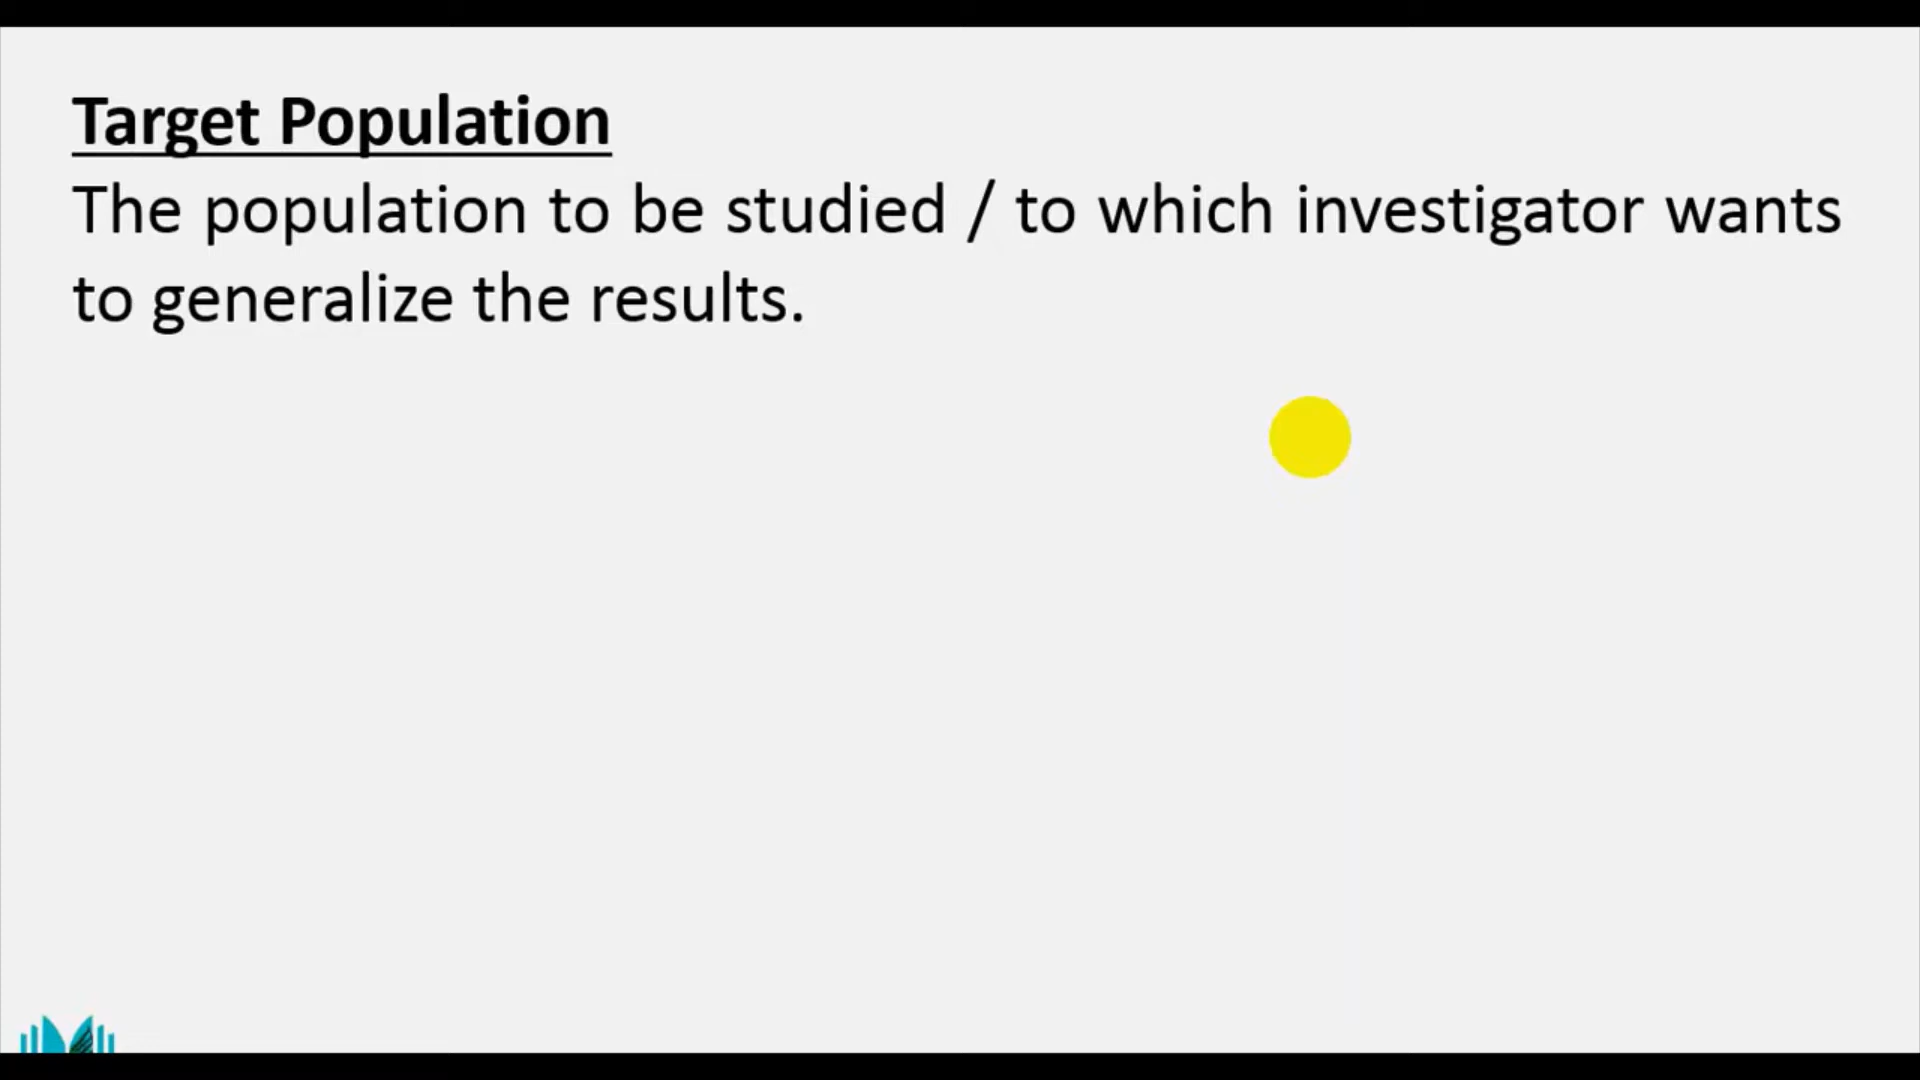 Target Population
The population to be studied / to which investigator wants
to generalize the results.